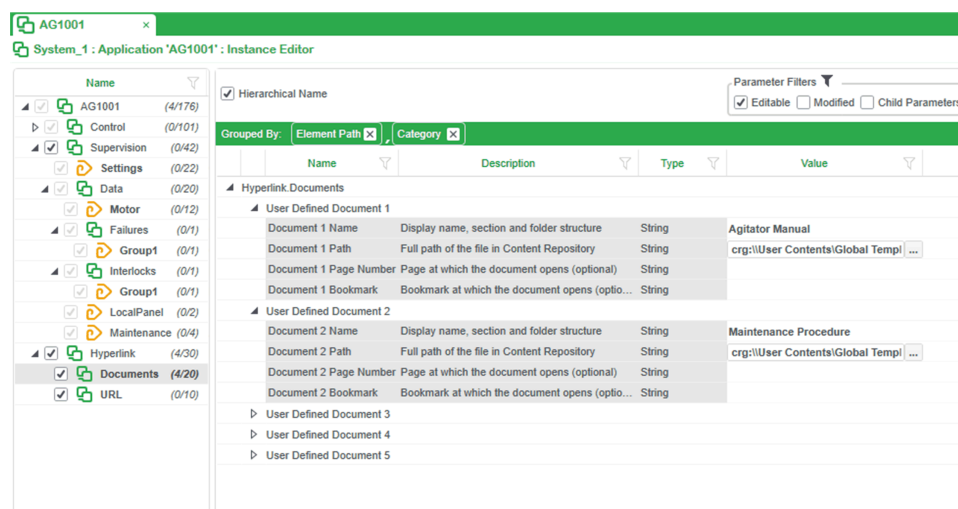 AG1001 ×
System_1 : Application 'AG1001' : Instance Editor
Name
AG1001 (4/176)
Control (0/101)
Supervision (0/42)
Settings (0/22)
Data (0/20)
Motor (0/12)
Failures (0/1)
Group1 (0/1)
Interlocks (0/1)
Group1 (0/1)
LocalPanel (0/2)
Maintenance (0/4)
Hyperlink (4/30)
Documents (4/20)
URL (0/10)
Hierarchical Name
Parameter Filters
Editable Modified Child Parameters
Grouped By: Element Path × , Category ×
Name Description Type Value
Hyperlink.Documents
User Defined Document 1
Document 1 Name Display name, section and folder structure String Agitator Manual
Document 1 Path Full path of the file in Content Repository String crg:\\User Contents\Global Templ ...
Document 1 Page Number Page at which the document opens (optional) String
Document 1 Bookmark Bookmark at which the document opens (optio... String
User Defined Document 2
Document 2 Name Display name, section and folder structure String Maintenance Procedure
Document 2 Path Full path of the file in Content Repository String crg:\\User Contents\Global Templ ...
Document 2 Page Number Page at which the document opens (optional) String
Document 2 Bookmark Bookmark at which the document opens (optio... String
User Defined Document 3
User Defined Document 4
User Defined Document 5